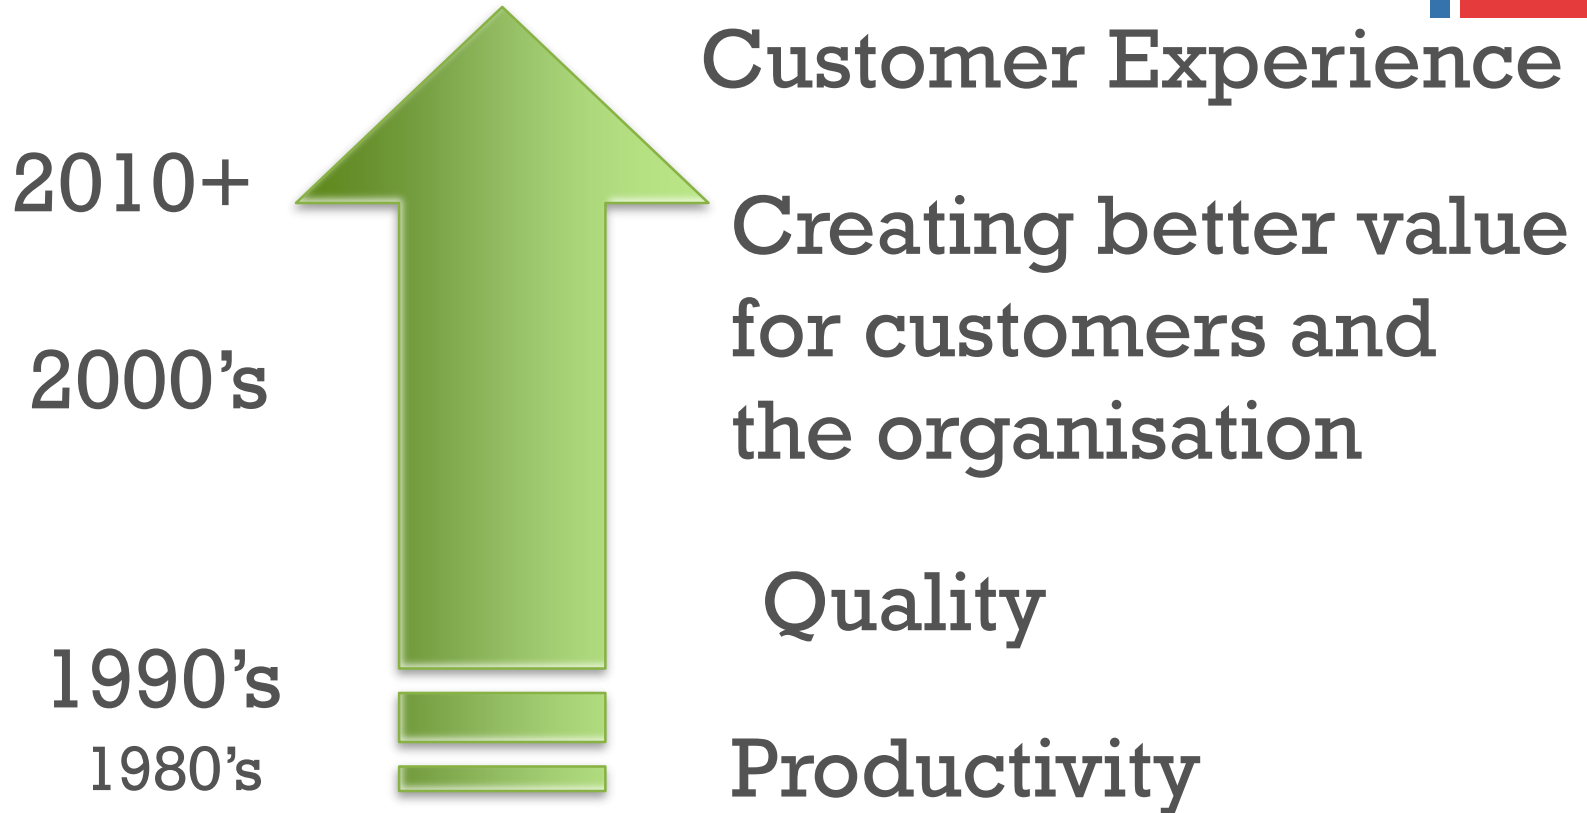 Customer Experience
2010+
Creating better value
for customers and
the organisation
2000’s
Quality
1990’s
1980’s
Productivity